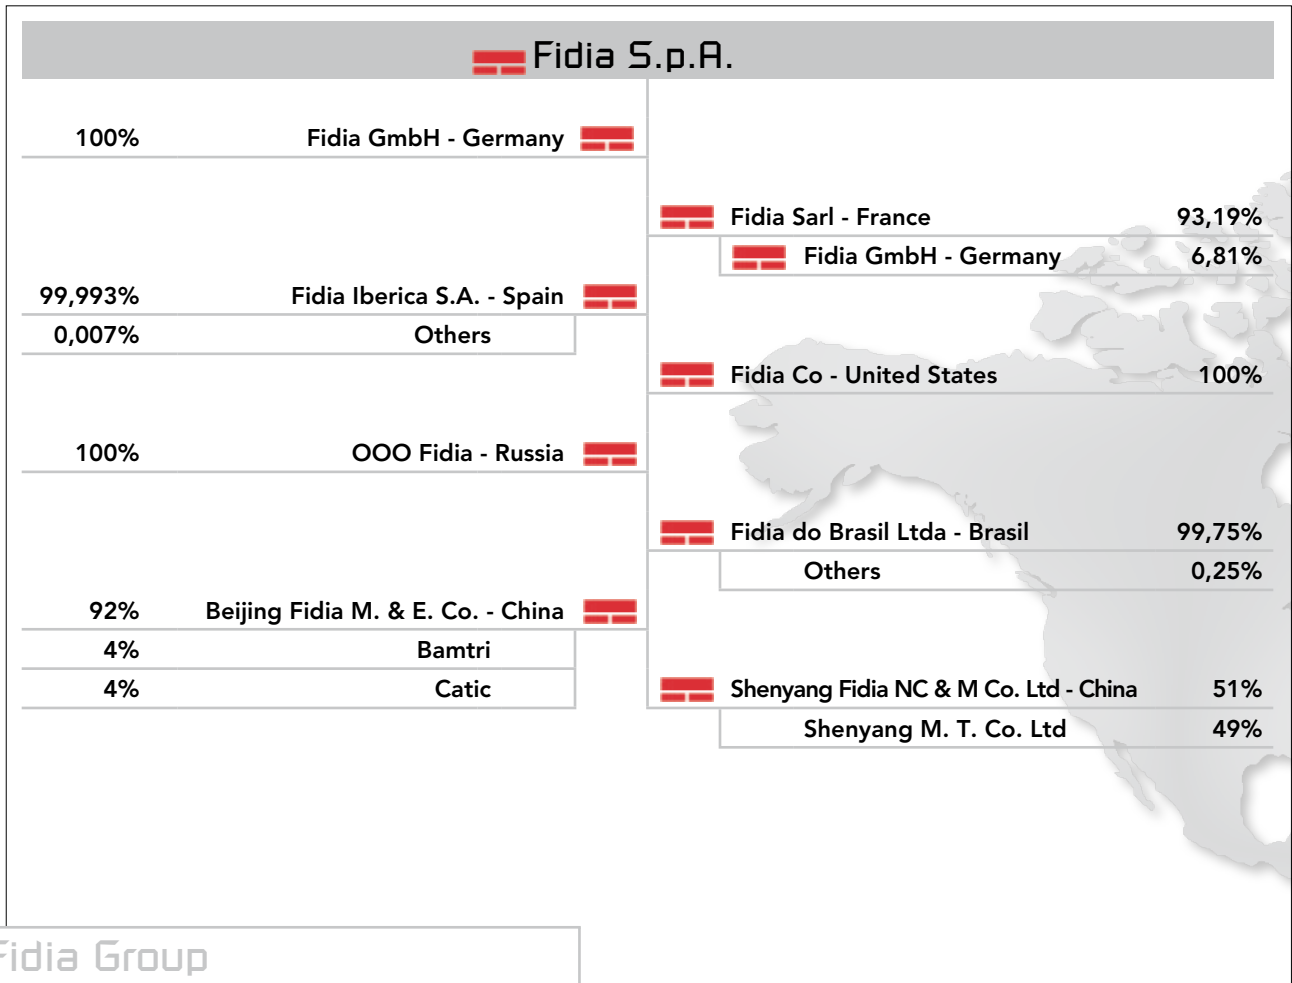 Fidia S.p.A.
100% Fidia GmbH - Germany
Fidia Sarl - France 93,19%
Fidia GmbH - Germany 6,81%
99,993% Fidia Iberica S.A. - Spain
0,007% Others
Fidia Co - United States 100%
100% OOO Fidia - Russia
Fidia do Brasil Ltda - Brasil 99,75%
Others 0,25%
92% Beijing Fidia M. & E. Co. - China
4% Bamtri
4% Catic
Shenyang Fidia NC & M Co. Ltd - China 51%
Shenyang M. T. Co. Ltd 49%
Fidia Group